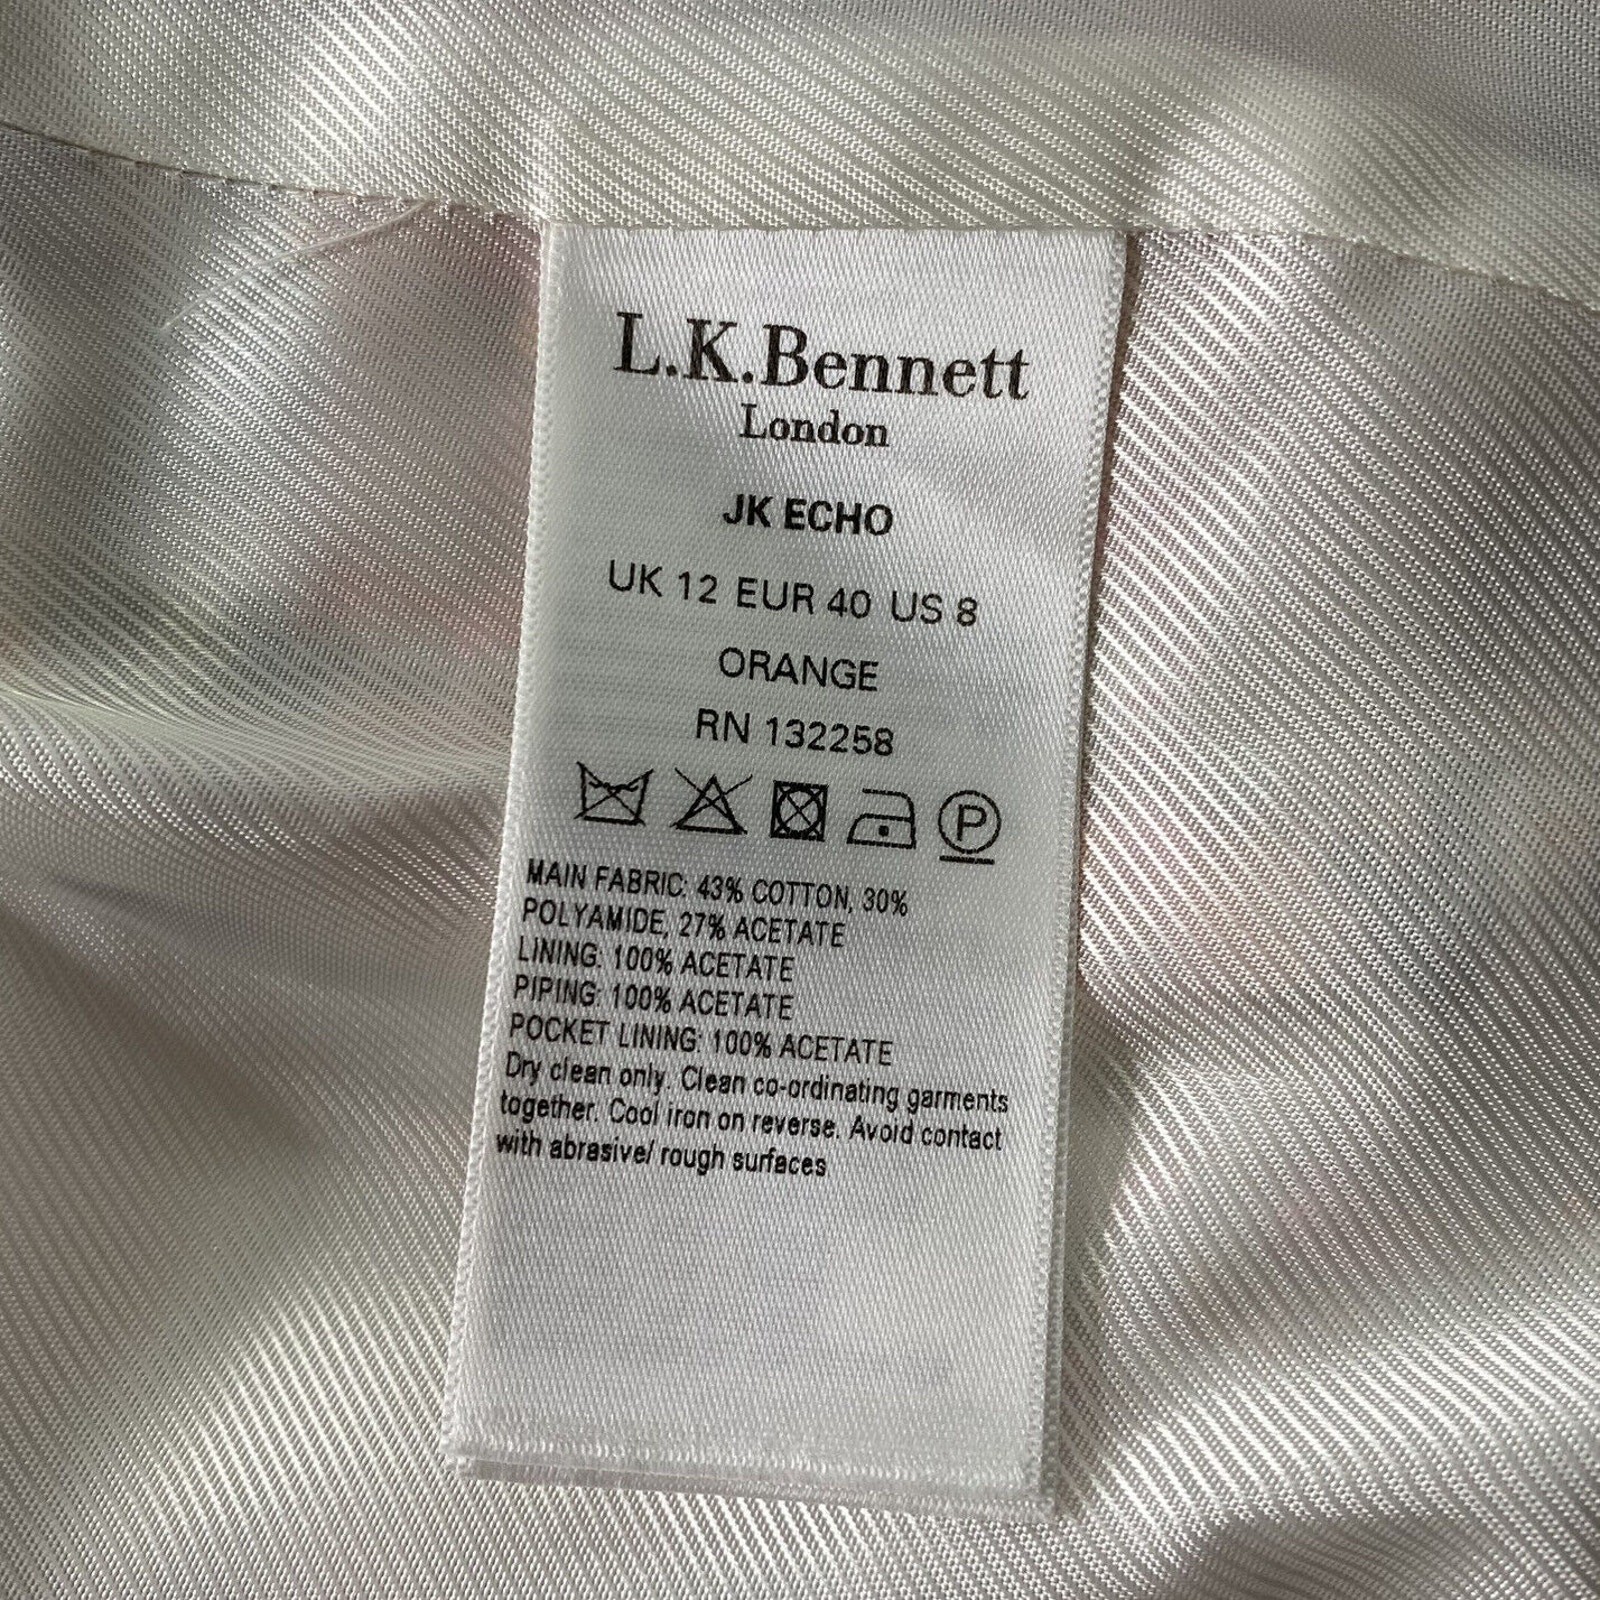 L.K.Bennett
London
JK ECHO
UK 12 EUR 40 US 8
ORANGE
RN 132258
P
MAIN FABRIC: 43% COTTON, 30%
POLYAMIDE, 27% ACETATE
LINING: 100% ACETATE
PIPING: 100% ACETATE
POCKET LINING: 100% ACETATE
Dry clean only. Clean co-ordinating garments
together. Cool iron on reverse. Avoid contact
with abrasive/ rough surfaces